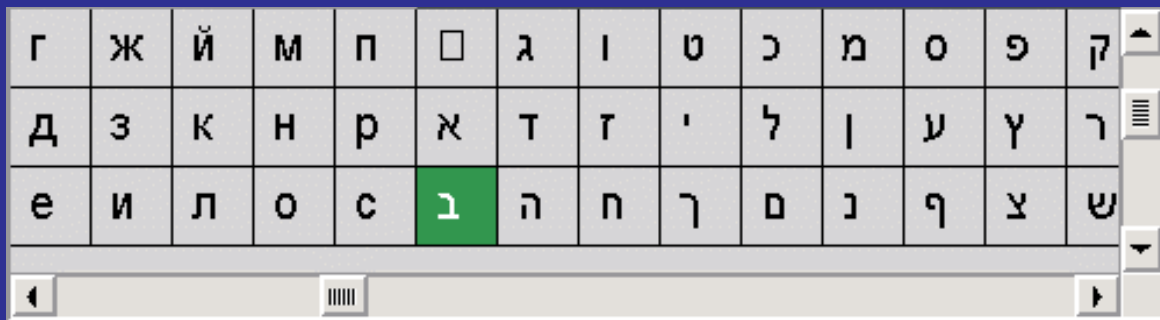 г ж й м п □ ג ו ט כ מ ס פ ק
д з к н р א ד ז י ל ן ע ץ ר
е и л о с ב ה ח ך ם נ ף צ ש